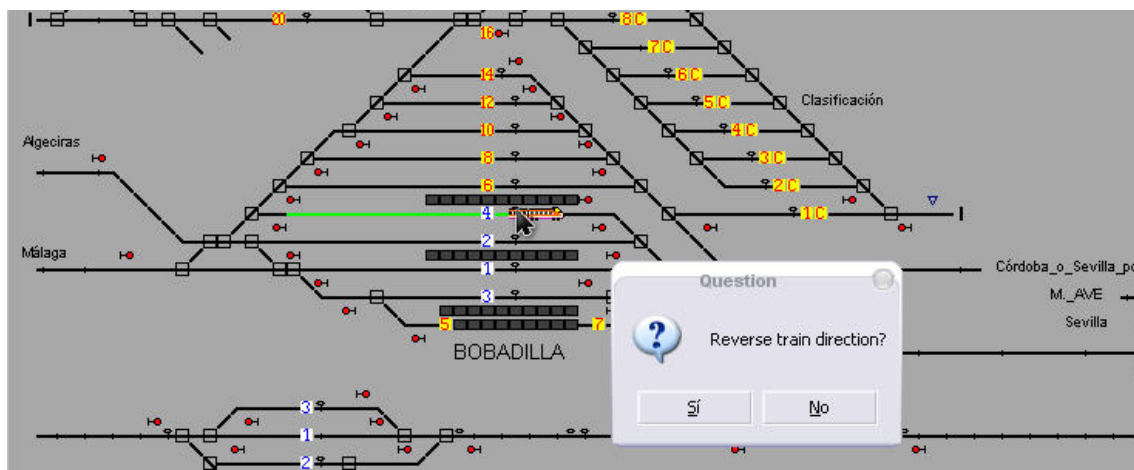 20
16
8C
14
7C
6C
12
5C
Clasificación
10
4C
Algeciras
8
3C
6
2C
4
1C
2
Málaga
1
Córdoba_o_Sevilla_po
3
M._AVE
5
7
Sevilla
BOBADILLA
Question
Reverse train direction?
Sí
No
3
1
2